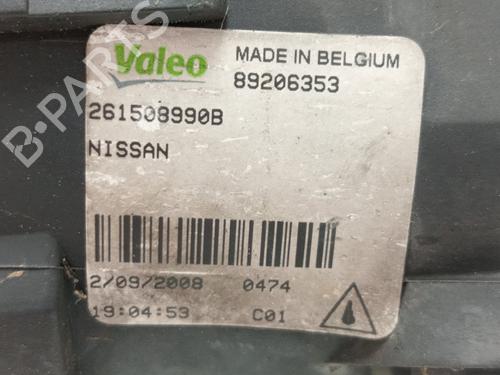 Valeo
MADE IN BELGIUM
89206353
261508990B
NISSAN
2/09/2008 0474
19:04:53 C01
B-PARTS